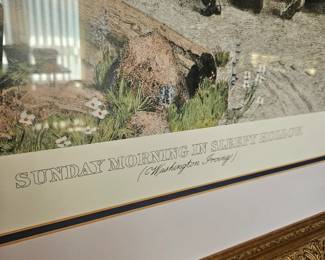 SUNDAY MORNING IN SLEEPY HOLLOW
(Washington Irving)